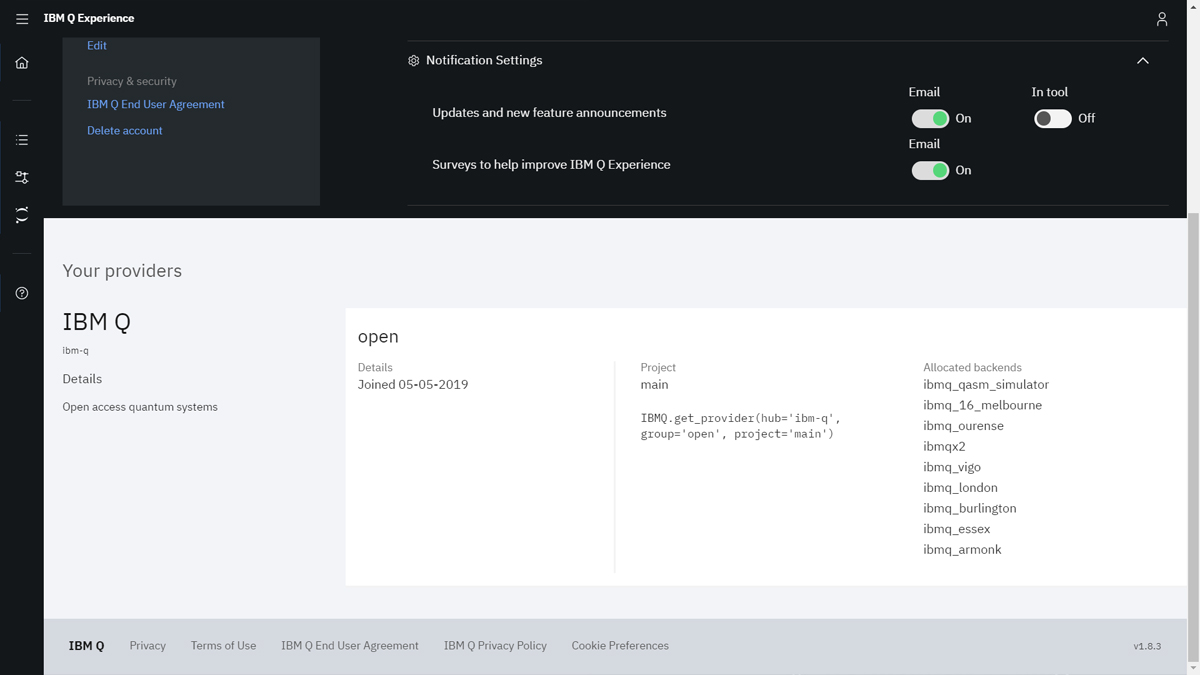 IBM Q Experience
Edit
Privacy & security
IBM Q End User Agreement
Delete account
Notification Settings
Email
In tool
Updates and new feature announcements
On
Off
Email
Surveys to help improve IBM Q Experience
On
Your providers
IBM Q
ibm-q
Details
Open access quantum systems
open
Details
Joined 05-05-2019
Project
main
IBMQ.get_provider(hub='ibm-q',
group='open', project='main')
Allocated backends
ibmq_qasm_simulator
ibmq_16_melbourne
ibmq_ourense
ibmqx2
ibmq_vigo
ibmq_london
ibmq_burlington
ibmq_essex
ibmq_armonk
IBM Q
Privacy
Terms of Use
IBM Q End User Agreement
IBM Q Privacy Policy
Cookie Preferences
v1.8.3